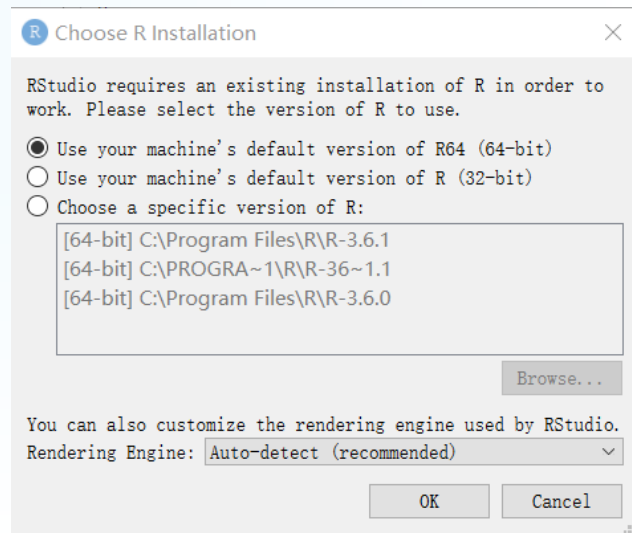 R Choose R Installation
RStudio requires an existing installation of R in order to
work. Please select the version of R to use.
Use your machine's default version of R64 (64-bit)
Use your machine's default version of R (32-bit)
Choose a specific version of R:
[64-bit] C:\Program Files\R\R-3.6.1
[64-bit] C:\PROGRA~1\R\R-36~1.1
[64-bit] C:\Program Files\R\R-3.6.0
Browse...
You can also customize the rendering engine used by RStudio.
Rendering Engine: Auto-detect (recommended)
OK Cancel